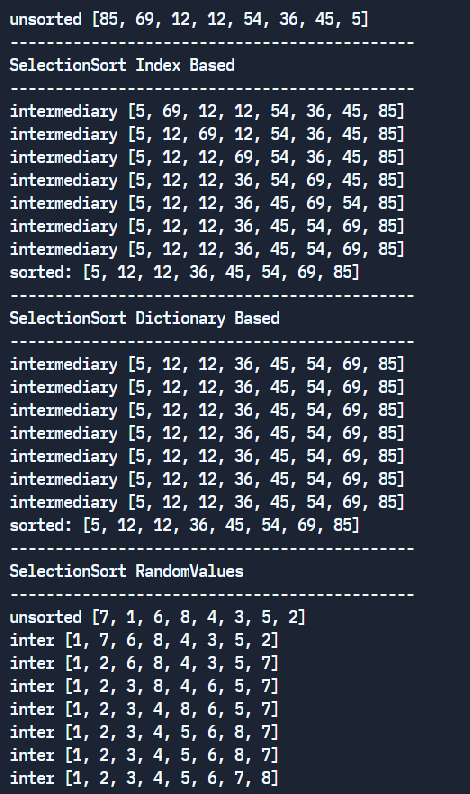 unsorted [85, 69, 12, 12, 54, 36, 45, 5]
---------------------------------------------
SelectionSort Index Based
---------------------------------------------
intermediary [5, 69, 12, 12, 54, 36, 45, 85]
intermediary [5, 12, 69, 12, 54, 36, 45, 85]
intermediary [5, 12, 12, 69, 54, 36, 45, 85]
intermediary [5, 12, 12, 36, 54, 69, 45, 85]
intermediary [5, 12, 12, 36, 45, 69, 54, 85]
intermediary [5, 12, 12, 36, 45, 54, 69, 85]
intermediary [5, 12, 12, 36, 45, 54, 69, 85]
sorted: [5, 12, 12, 36, 45, 54, 69, 85]
---------------------------------------------
SelectionSort Dictionary Based
---------------------------------------------
intermediary [5, 12, 12, 36, 45, 54, 69, 85]
intermediary [5, 12, 12, 36, 45, 54, 69, 85]
intermediary [5, 12, 12, 36, 45, 54, 69, 85]
intermediary [5, 12, 12, 36, 45, 54, 69, 85]
intermediary [5, 12, 12, 36, 45, 54, 69, 85]
intermediary [5, 12, 12, 36, 45, 54, 69, 85]
intermediary [5, 12, 12, 36, 45, 54, 69, 85]
sorted: [5, 12, 12, 36, 45, 54, 69, 85]
---------------------------------------------
SelectionSort RandomValues
---------------------------------------------
unsorted [7, 1, 6, 8, 4, 3, 5, 2]
inter [1, 7, 6, 8, 4, 3, 5, 2]
inter [1, 2, 6, 8, 4, 3, 5, 7]
inter [1, 2, 3, 8, 4, 6, 5, 7]
inter [1, 2, 3, 4, 8, 6, 5, 7]
inter [1, 2, 3, 4, 5, 6, 8, 7]
inter [1, 2, 3, 4, 5, 6, 8, 7]
inter [1, 2, 3, 4, 5, 6, 7, 8]